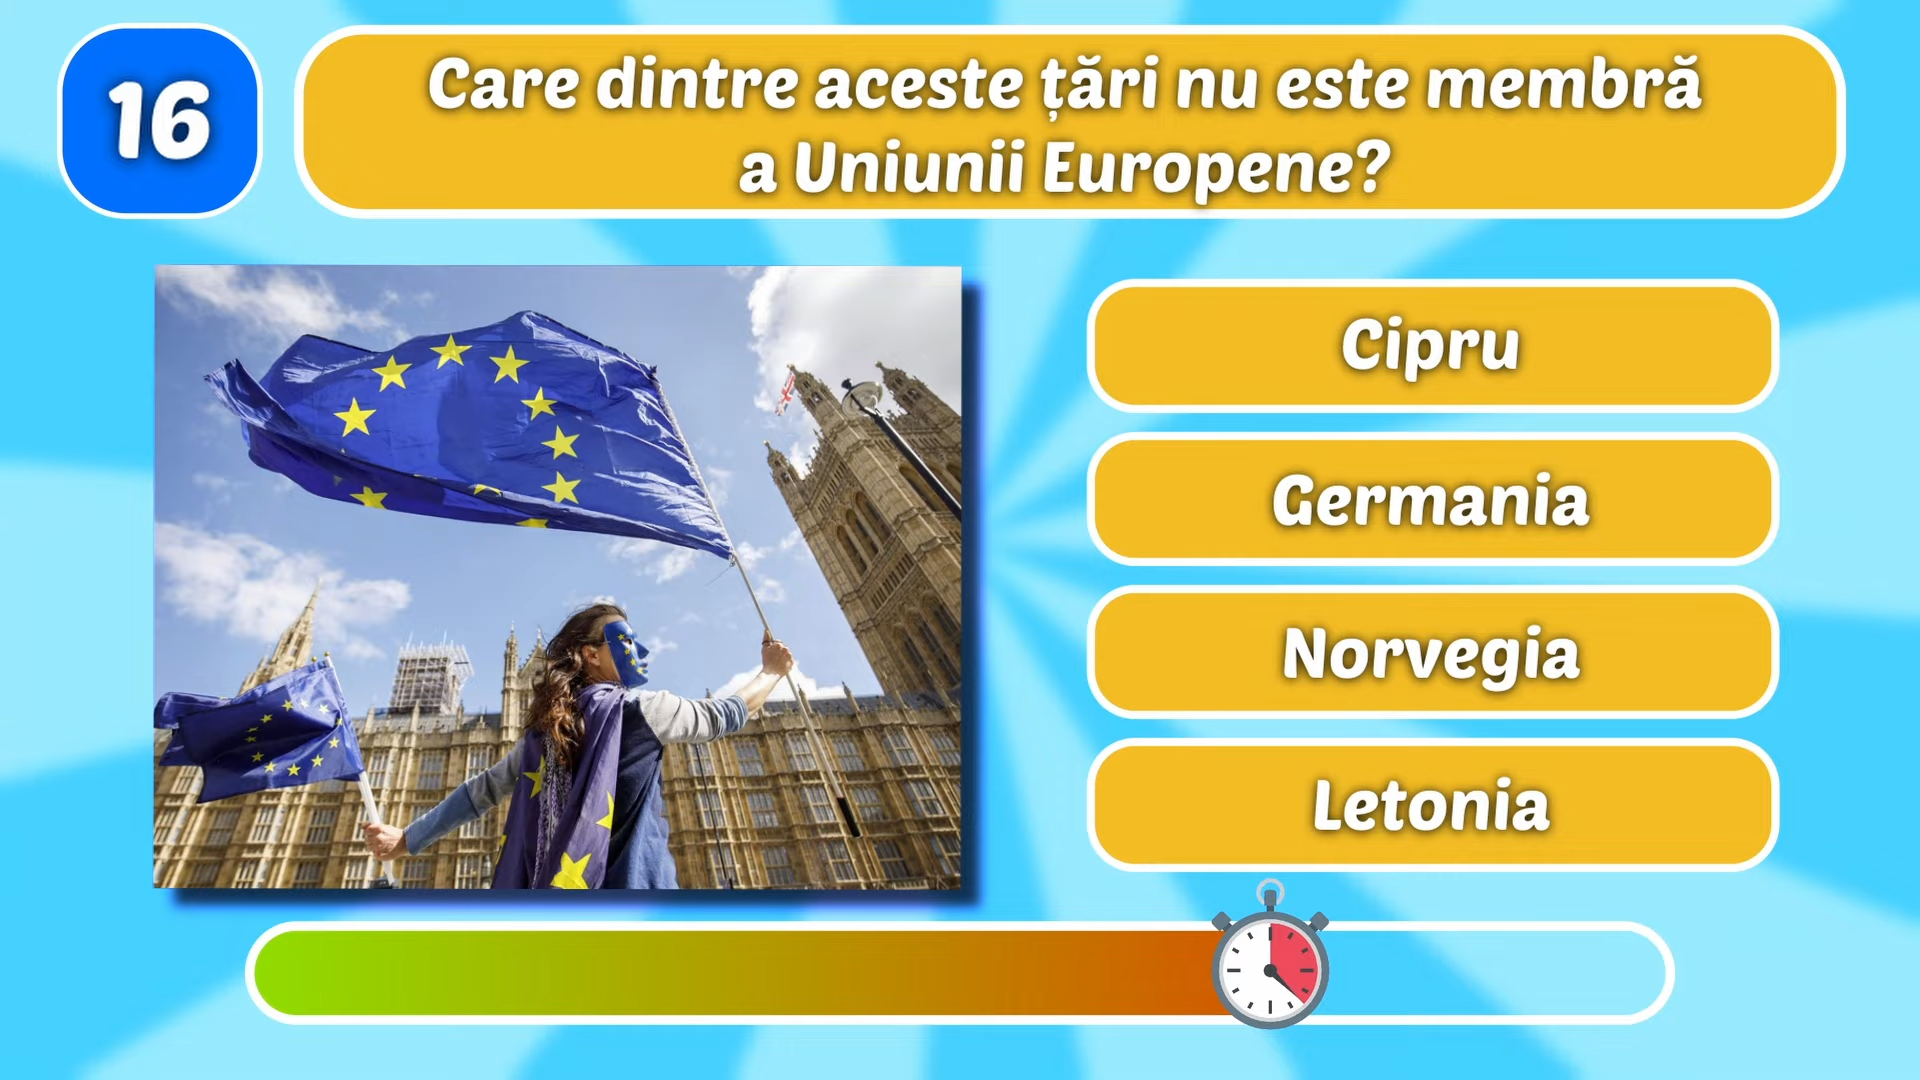 16
Care dintre aceste țări nu este membră
a Uniunii Europene?
Cipru
Germania
Norvegia
Letonia